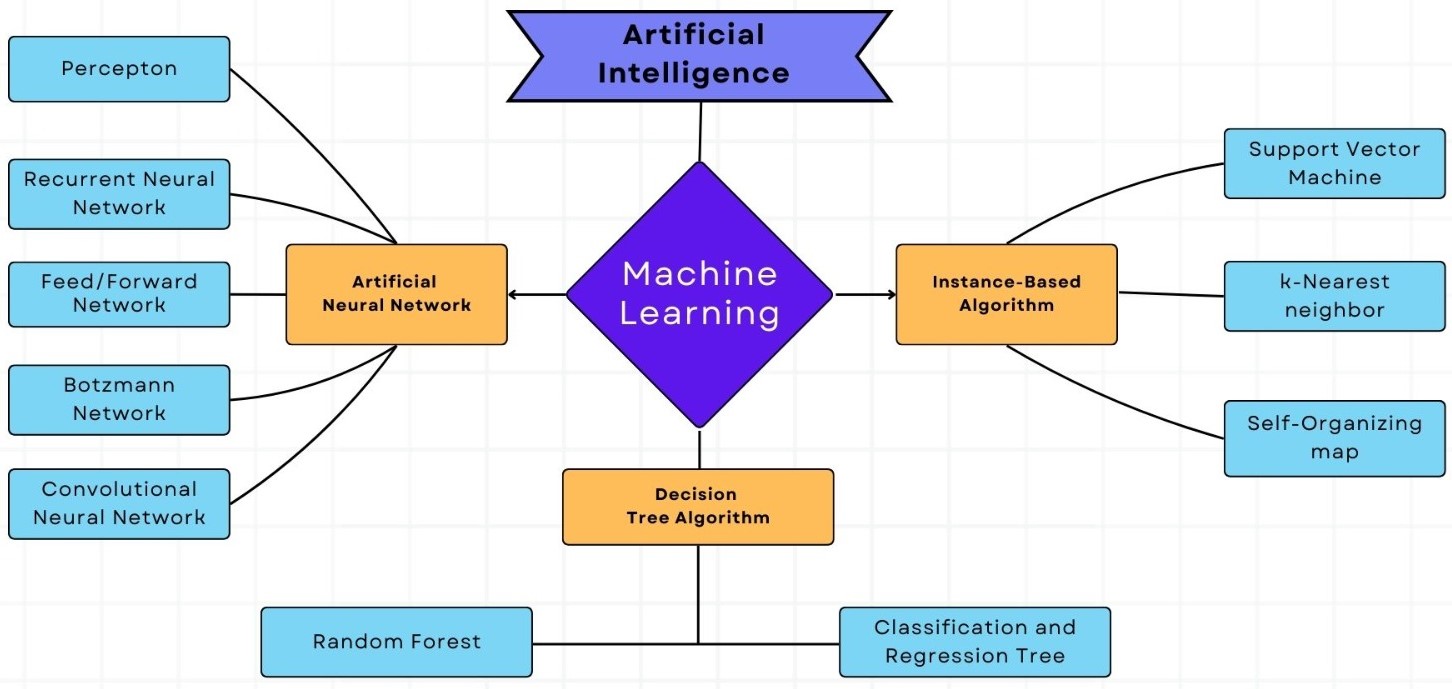 Artificial
Intelligence
Percepton
Recurrent Neural
Network
Feed/Forward
Network
Botzmann
Network
Convolutional
Neural Network
Artificial
Neural Network
Machine
Learning
Instance-Based
Algorithm
Support Vector
Machine
k-Nearest
neighbor
Self-Organizing
map
Decision
Tree Algorithm
Random Forest
Classification and
Regression Tree